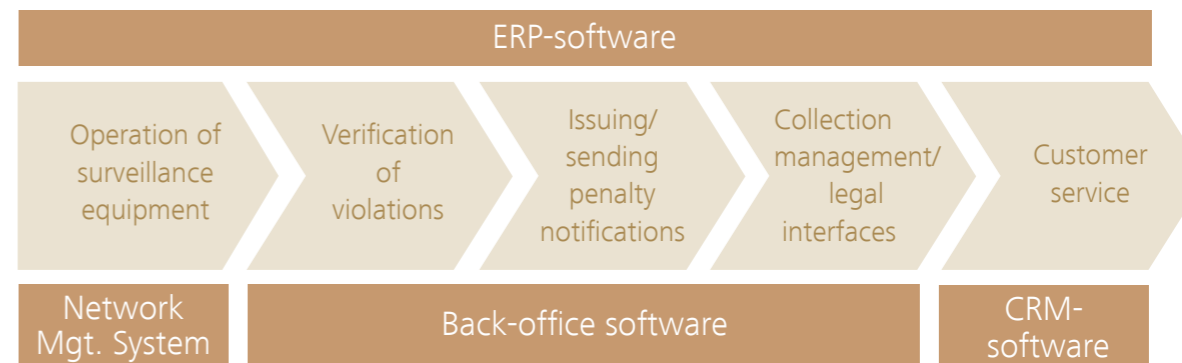 ERP-software
Operation of
surveillance
equipment
Verification
of
violations
Issuing/
sending
penalty
notifications
Collection
management/
legal
interfaces
Customer
service
Network
Mgt. System
Back-office software
CRM-
software